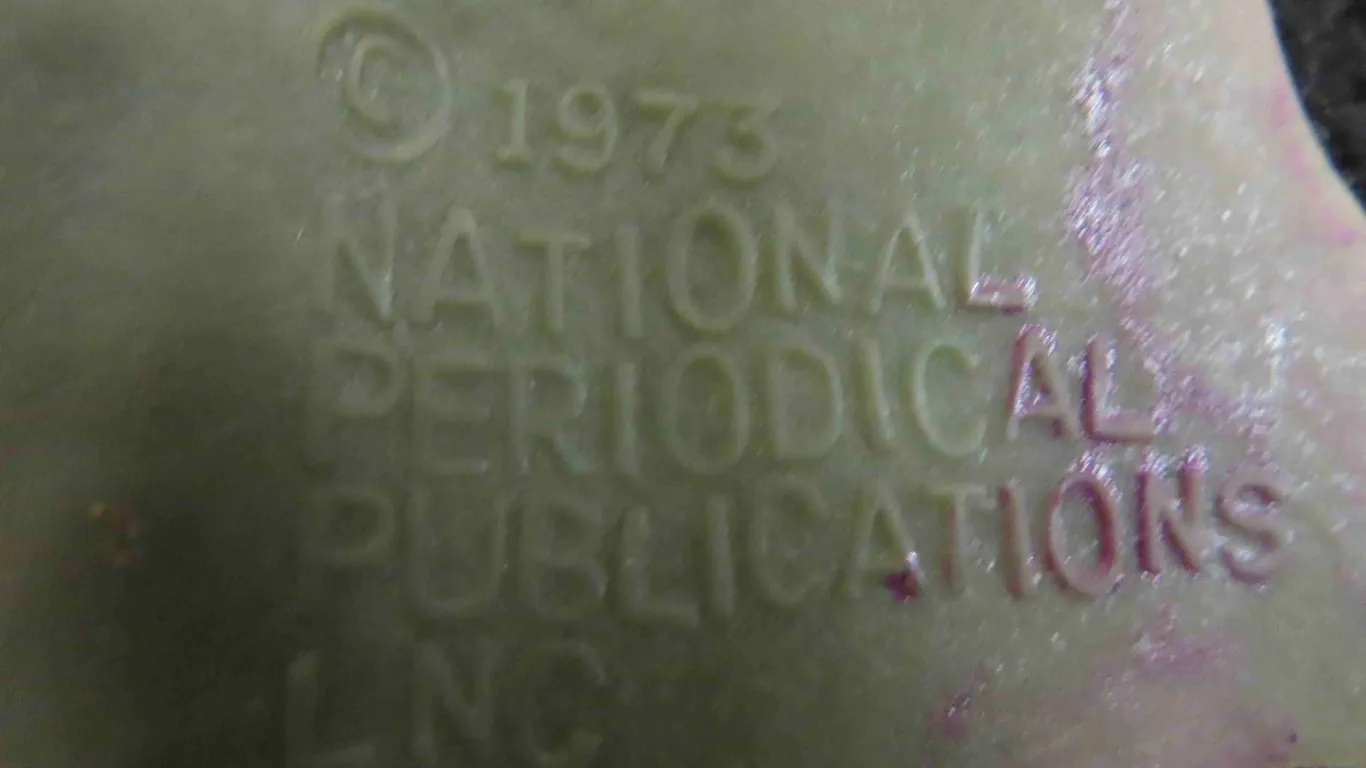 © 1973
NATIONAL
PERIODICAL
PUBLICATIONS
INC